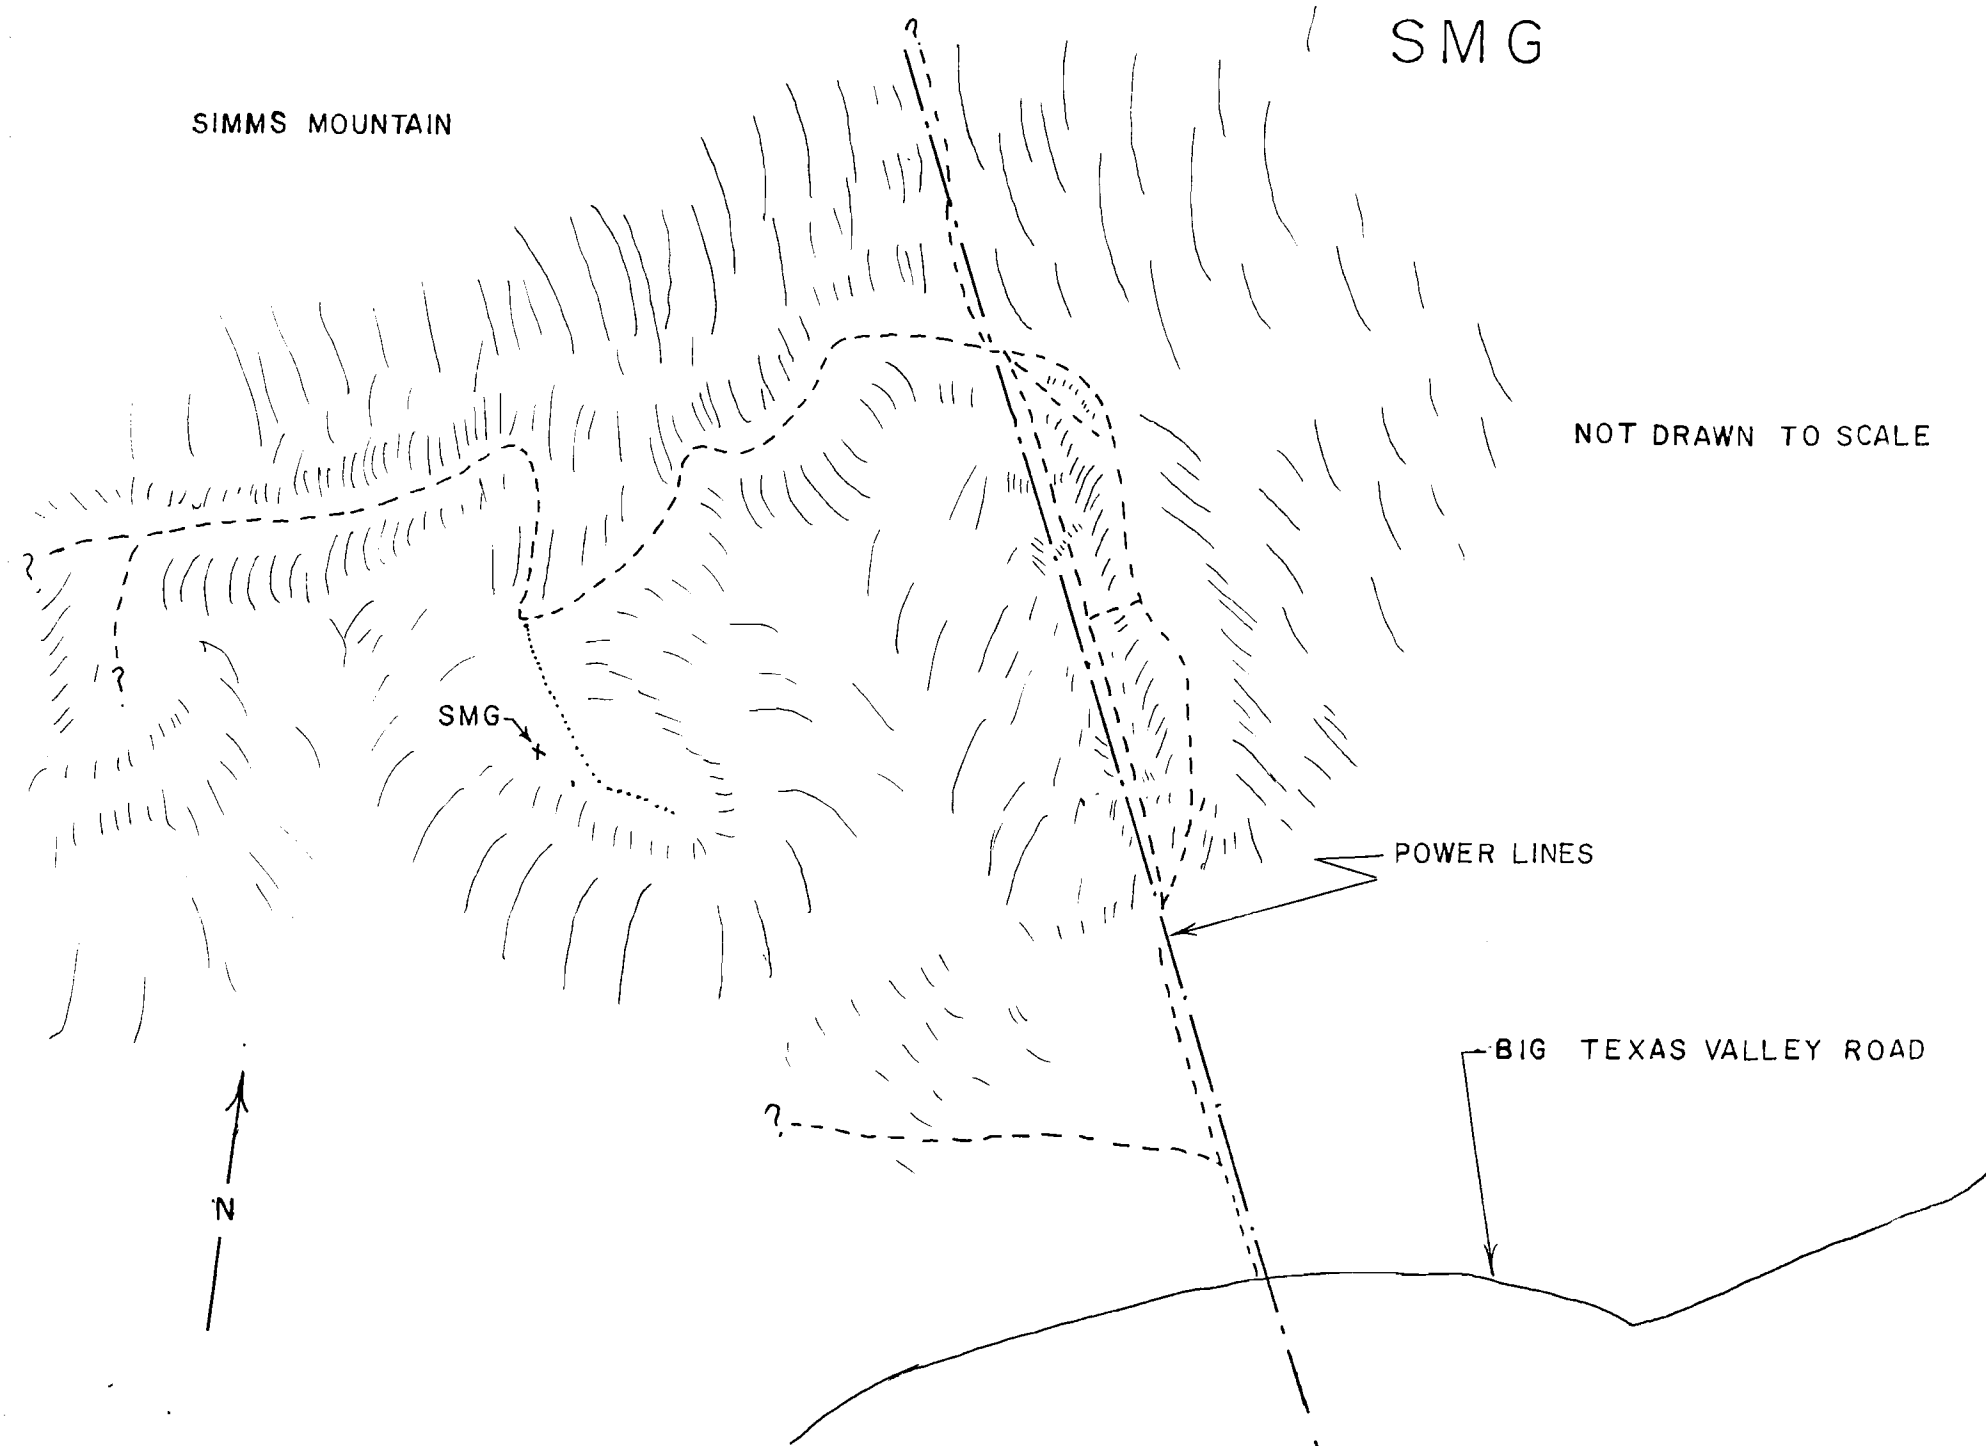 SMG
SIMMS MOUNTAIN
?
NOT DRAWN TO SCALE
?
?
SMG
x
POWER LINES
BIG TEXAS VALLEY ROAD
?
N